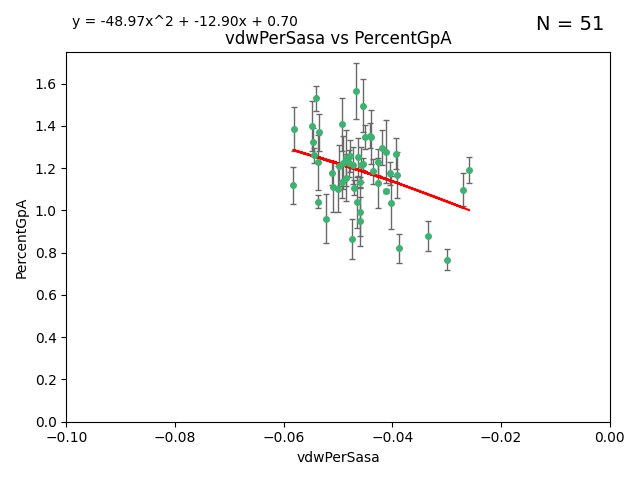 y = -48.97x^2 + -12.90x + 0.70
N = 51
vdwPerSasa vs PercentGpA
PercentGpA
1.6
1.4
1.2
1.0
0.8
0.6
0.4
0.2
0.0
−0.10 −0.08 −0.06 −0.04 −0.02 0.00
vdwPerSasa